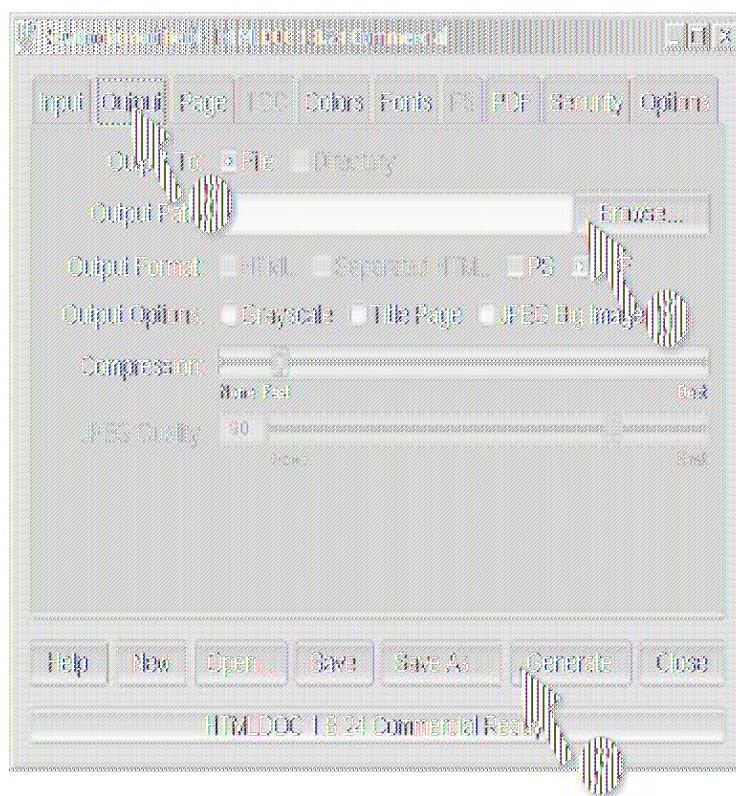 HTMLDOC 1.8.24 Commercial
Input Output Page TOC Colors Fonts PS PDF Security Options
Output To: File Directory
Output Path: Browse...
Output Format: HTML Separated HTML PS
Output Options: Grayscale Title Page JPEG Big Images
Compression:
None Fast Best
JPEG Quality: 90
Best
Help New Open... Save Save As Generate Close
HTMLDOC 1.8.24 Commercial Ready